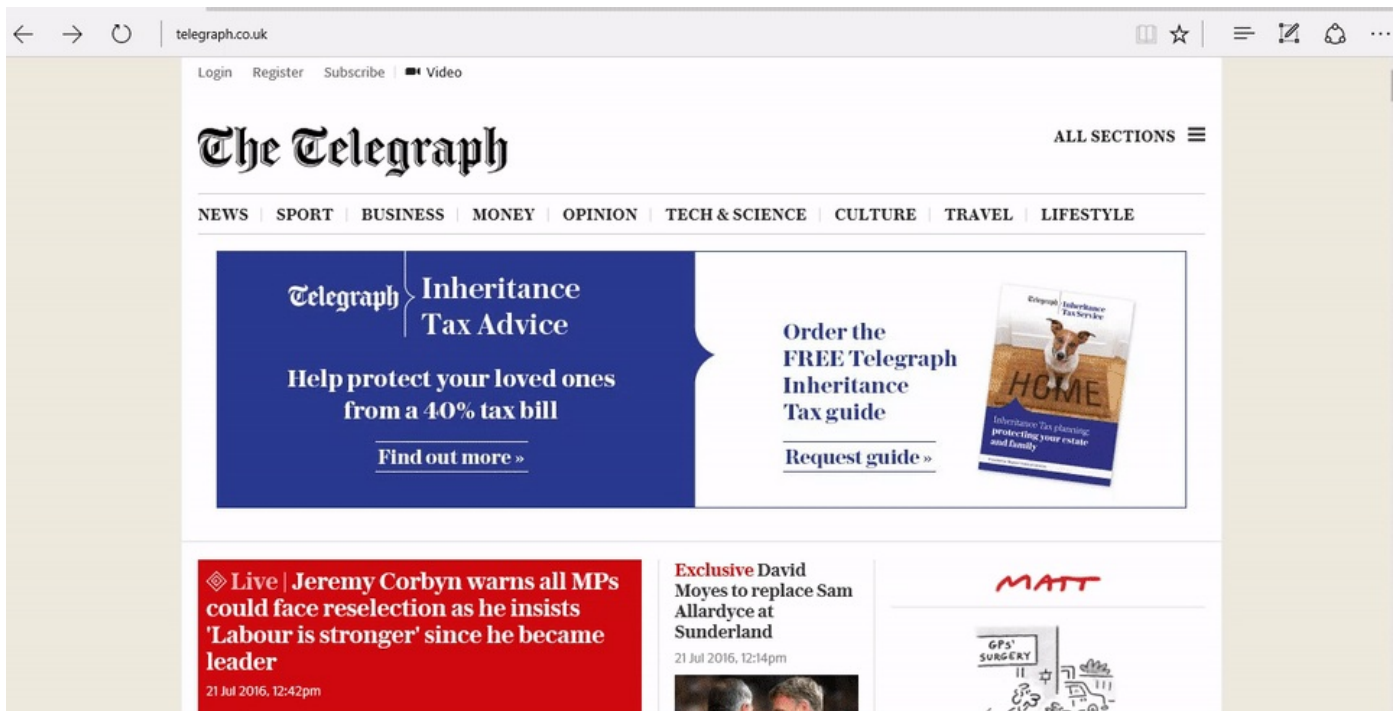 telegraph.co.uk
Login Register Subscribe Video
The Telegraph
ALL SECTIONS
NEWS SPORT BUSINESS MONEY OPINION TECH & SCIENCE CULTURE TRAVEL LIFESTYLE
Telegraph
Inheritance
Tax Advice
Help protect your loved ones
from a 40% tax bill
Find out more »
Order the
FREE Telegraph
Inheritance
Tax guide
Request guide »
Telegraph Inheritance
Tax Service
HOME
Inheritance Tax planning:
protecting your estate
and family
Live | Jeremy Corbyn warns all MPs
could face reselection as he insists
'Labour is stronger' since he became
leader
21 Jul 2016, 12:42pm
Exclusive David
Moyes to replace Sam
Allardyce at
Sunderland
21 Jul 2016, 12:14pm
MATT
GPs'
SURGERY